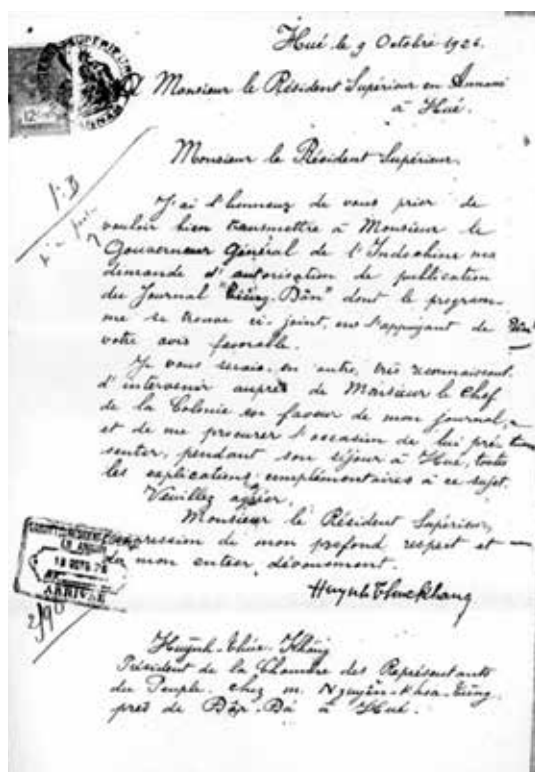 Hué le 9 Octobre 1926.
Monsieur le Résident Supérieur en Annam
à Hué.
Monsieur le Résident Supérieur.
J'ai l'honneur de vous prier de
vouloir bien transmettre à Monsieur le
Gouverneur Général de l'Indochine ma
demande d'autorisation de publication
du Journal "Tiếng-Dân" dont le program-
me se trouve ci-joint, en l'appuyant de
votre avis favorable.
Je vous serais, en outre, très reconnaissant
d'intervenir auprès de Monsieur le Chef
de la Colonie en faveur de mon journal,
et de me procurer l'occasion de lui pré
senter, pendant son séjour à Hué, toutes
les explications complémentaires à ce sujet.
Veuillez agréer,
Monsieur le Résident Supérieur,
l'expression de mon profond respect et
de mon entier dévouement.
Huynh Thuckhang
ARRIVÉE
Huỳnh-Thúc-Kháng
Président de la Chambre des Représentants
du Peuple. chez M. Nguyễn-Khoa-Tùng,
près de Đập-Đá à Hué.